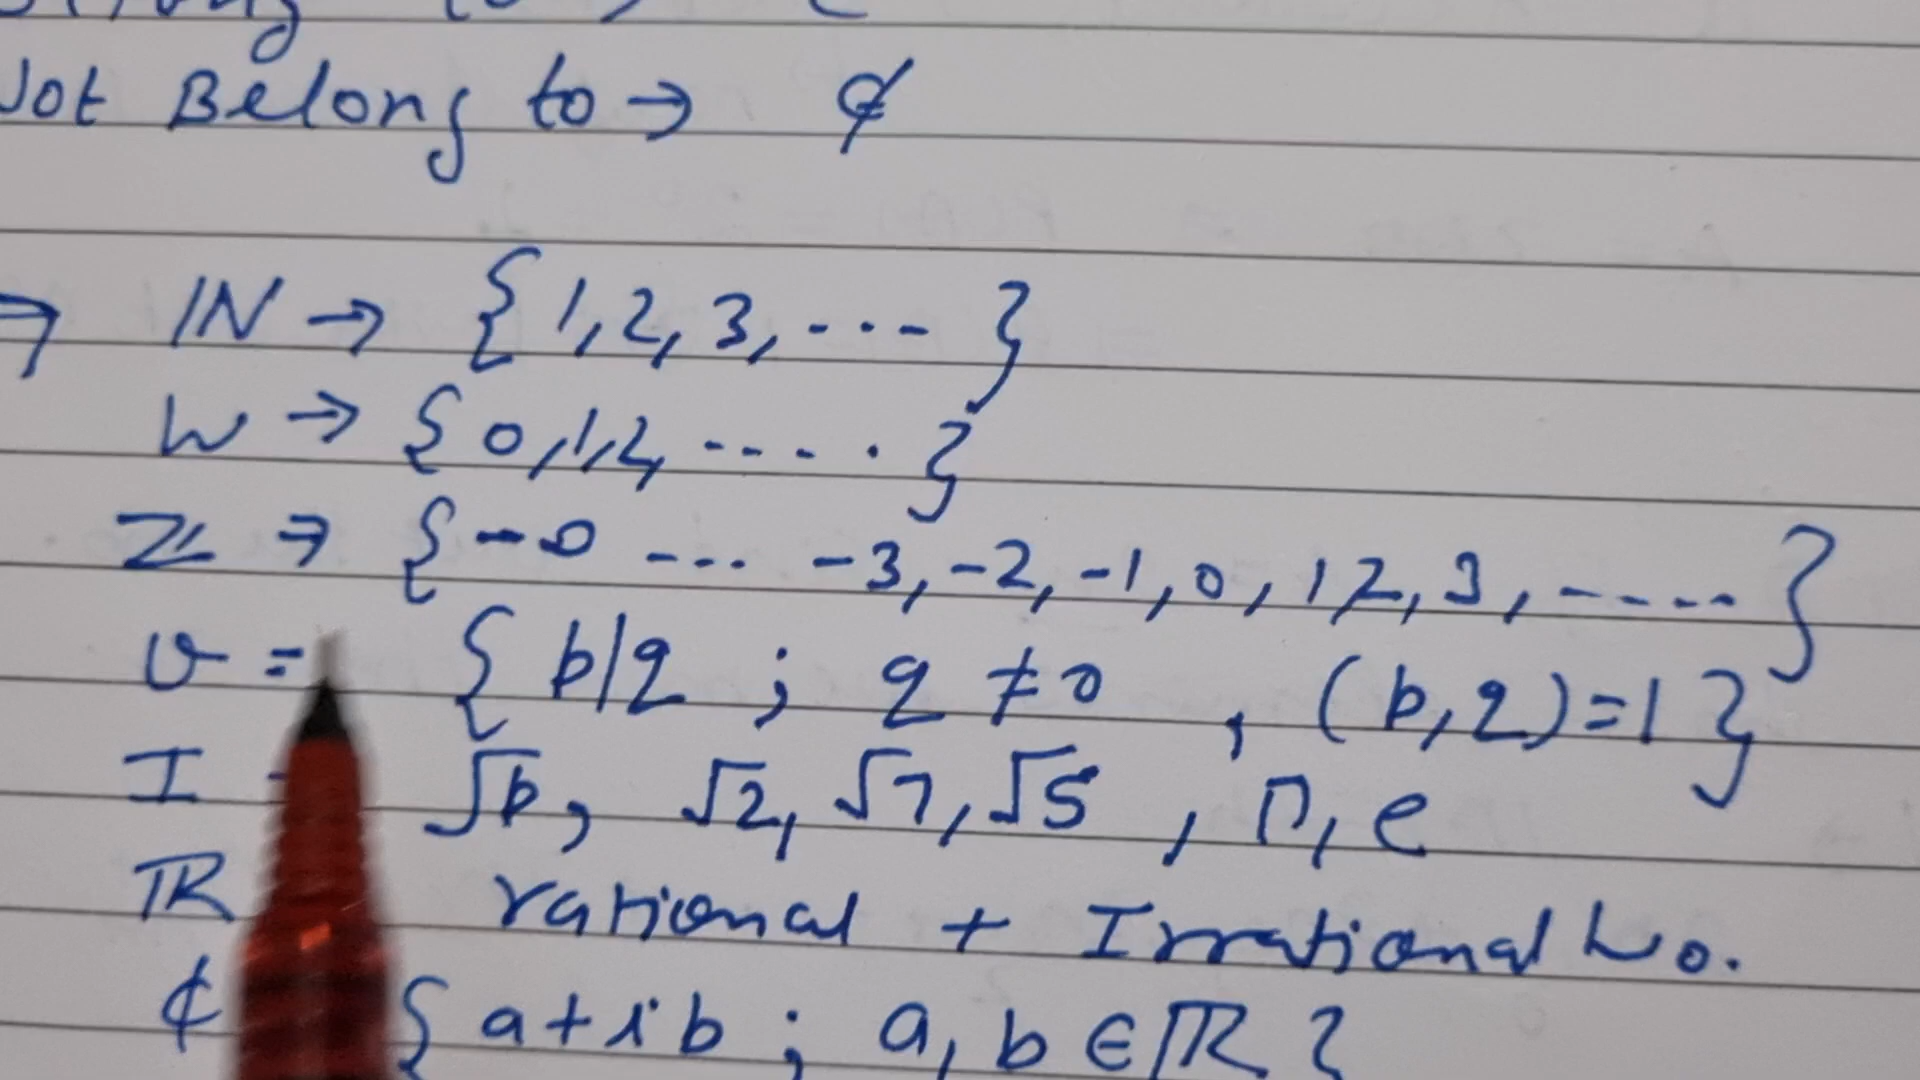 Not Belong to → ∉
⇒ IN → {1, 2, 3, ---- }
W → {0, 1, 2, ----- }
Z → { ... -3, -2, -1, 0, 1, 2, 3, ----- }
= { p/q ; q ≠ 0 , (p, q) = 1 }
I √p, √2, √7, √5 , π, e
IR rational + Irrational No.
₵ { a + i b ; a, b ∈ IR }